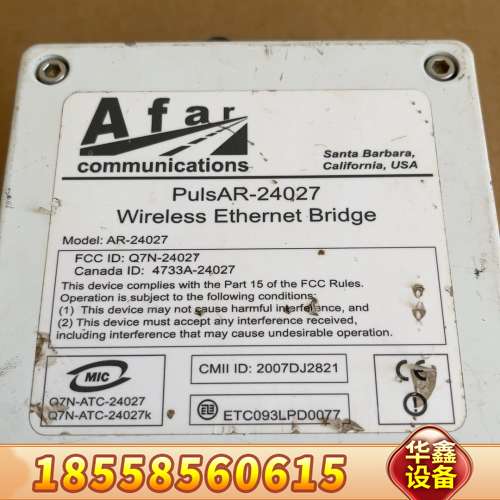 Afar
communications
Santa Barbara,
California, USA
PulsAR-24027
Wireless Ethernet Bridge
Model: AR-24027
FCC ID: Q7N-24027
Canada ID: 4733A-24027
This device complies with the Part 15 of the FCC Rules.
Operation is subject to the following conditions:
(1) This device may not cause harmful interference, and
(2) This device must accept any interference received,
including interference that may cause undesirable operation.
MIC
Q7N-ATC-24027
Q7N-ATC-24027k
CMII ID: 2007DJ2821
ETC093LPD0077
CE
18558560615
华鑫
设备